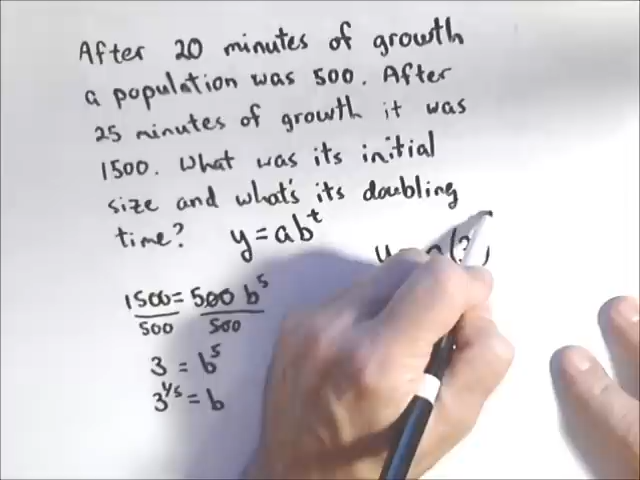 After 20 minutes of growth
a population was 500. After
25 minutes of growth it was
1500. What was its initial
size and what's its doubling
time? y = ab^t
1500 = 500 b^5
500 500
3 = b^5
3^1/5 = b